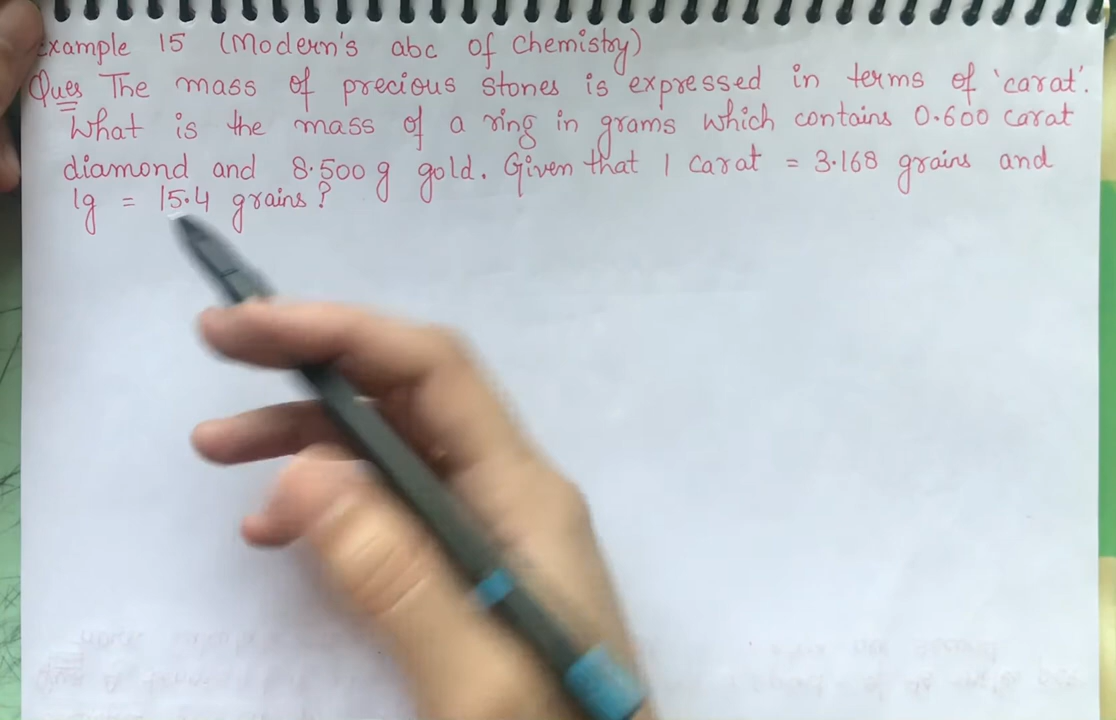 Example 15 (Modern's abc of Chemistry)
Ques The mass of precious stones is expressed in terms of 'carat'.
What is the mass of a ring in grams which contains 0.600 carat
diamond and 8.500 g gold. Given that 1 carat = 3.168 grains and
1g = 15.4 grains?